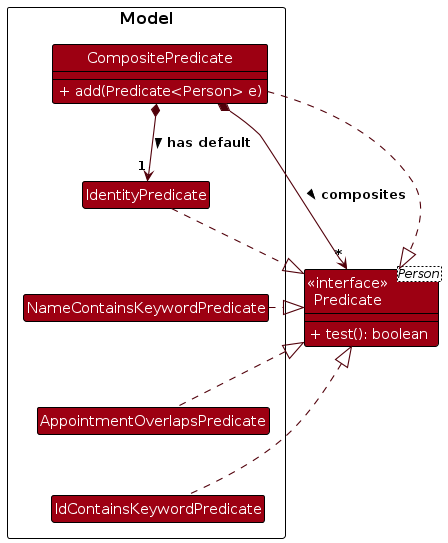 Model
CompositePredicate
+ add(Predicate<Person> e)
has default
1
composites
*
IdentityPredicate
Person
«interface»
Predicate
+ test(): boolean
NameContainsKeywordPredicate
AppointmentOverlapsPredicate
IdContainsKeywordPredicate